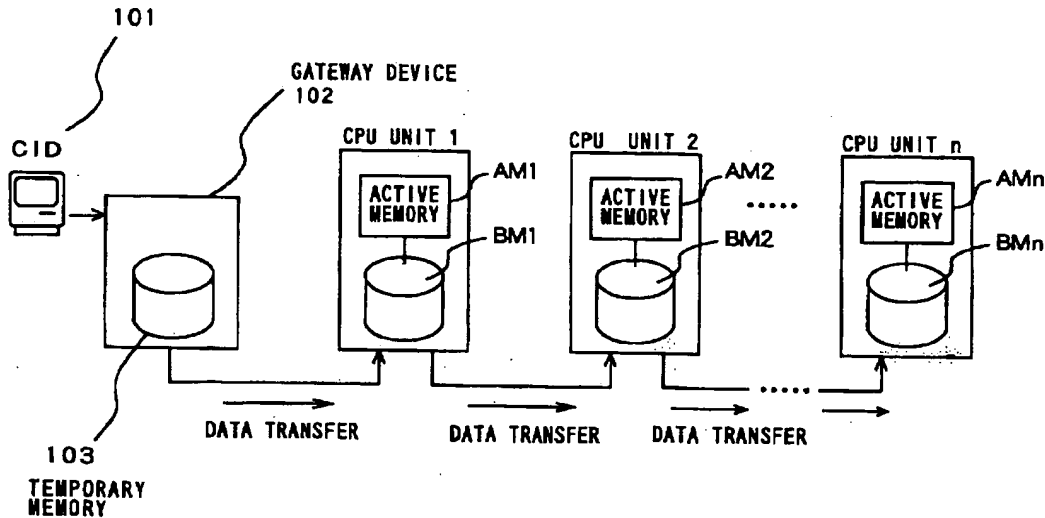 101
GATEWAY DEVICE
102
CID
CPU UNIT 1
CPU UNIT 2
CPU UNIT n
ACTIVE
MEMORY
AM1
BM1
ACTIVE
MEMORY
AM2
BM2
.....
ACTIVE
MEMORY
AMn
BMn
.....
DATA TRANSFER
DATA TRANSFER
DATA TRANSFER
103
TEMPORARY
MEMORY